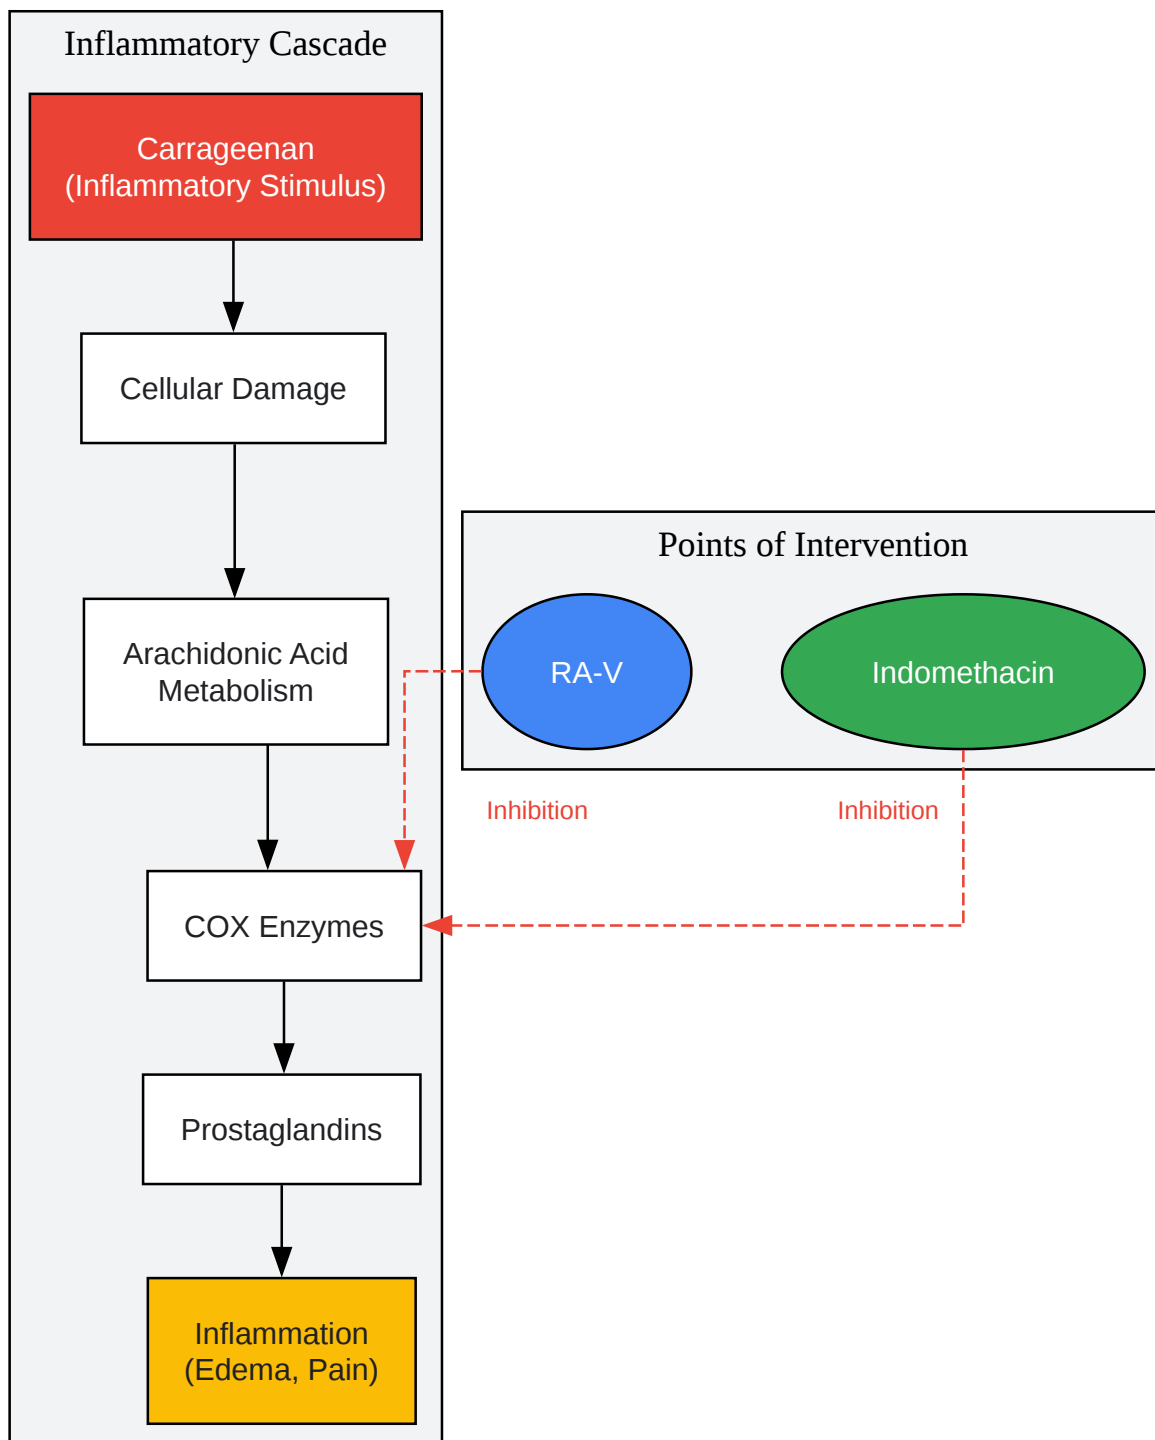 Inflammatory Cascade
Carrageenan
(Inflammatory Stimulus)
Cellular Damage
Arachidonic Acid
Metabolism
COX Enzymes
Prostaglandins
Inflammation
(Edema, Pain)
Points of Intervention
RA-V
Indomethacin
Inhibition
Inhibition